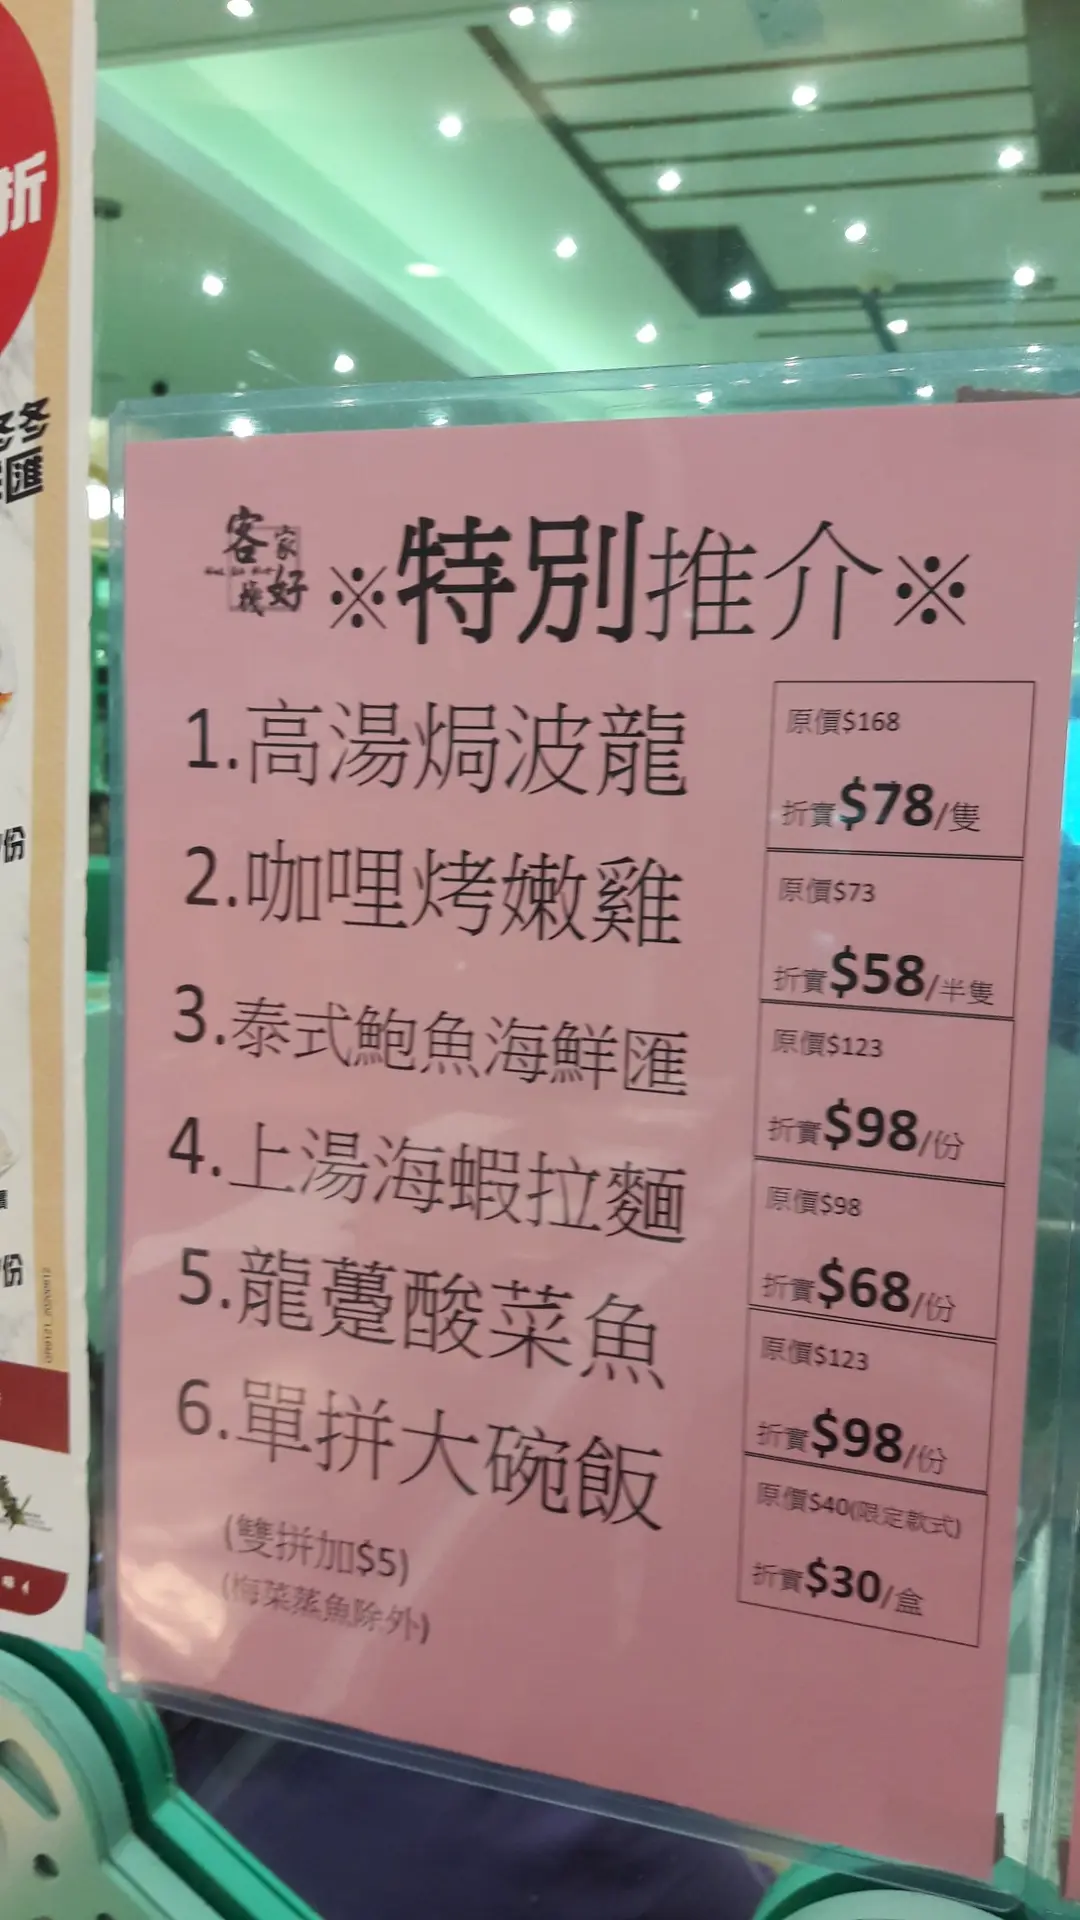 折
冬冬
匯
份
份
客家好棧
※特別推介※
1.高湯焗波龍
原價$168
折實$78/隻
2.咖哩烤嫩雞
原價$73
折實$58/半隻
3.泰式鮑魚海鮮匯
原價$123
折實$98/份
4.上湯海蝦拉麵
原價$98
折實$68/份
5.龍躉酸菜魚
原價$123
折實$98/份
6.單拼大碗飯
原價$40(限定款式)
折實$30/盒
(雙拼加$5)
(梅菜蒸魚除外)